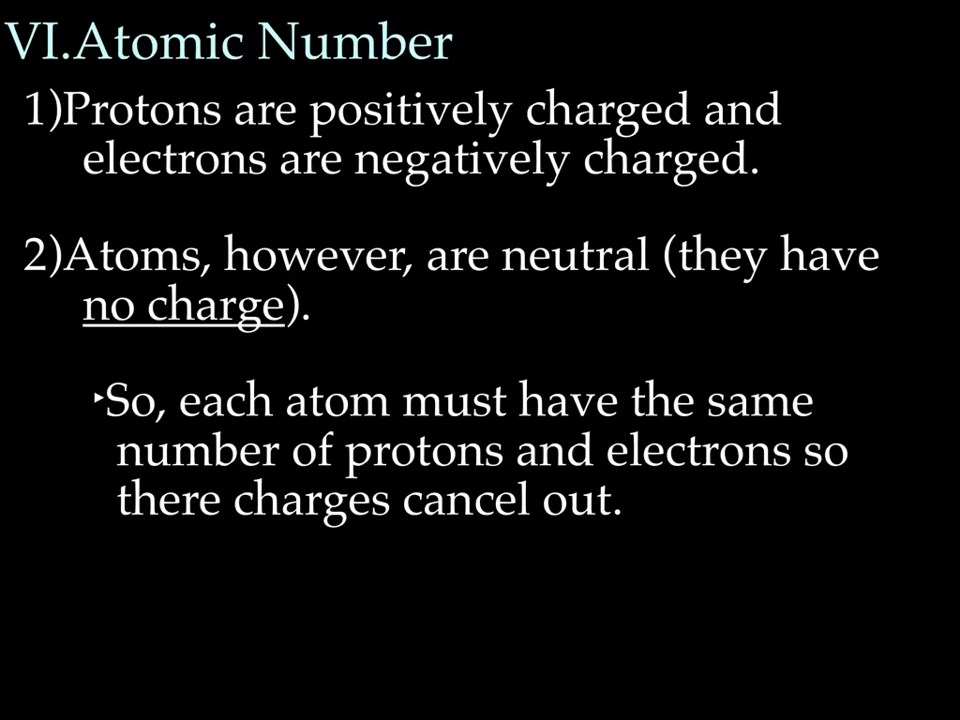 VI.Atomic Number
1)Protons are positively charged and
electrons are negatively charged.
2)Atoms, however, are neutral (they have
no charge).
‣So, each atom must have the same
number of protons and electrons so
there charges cancel out.